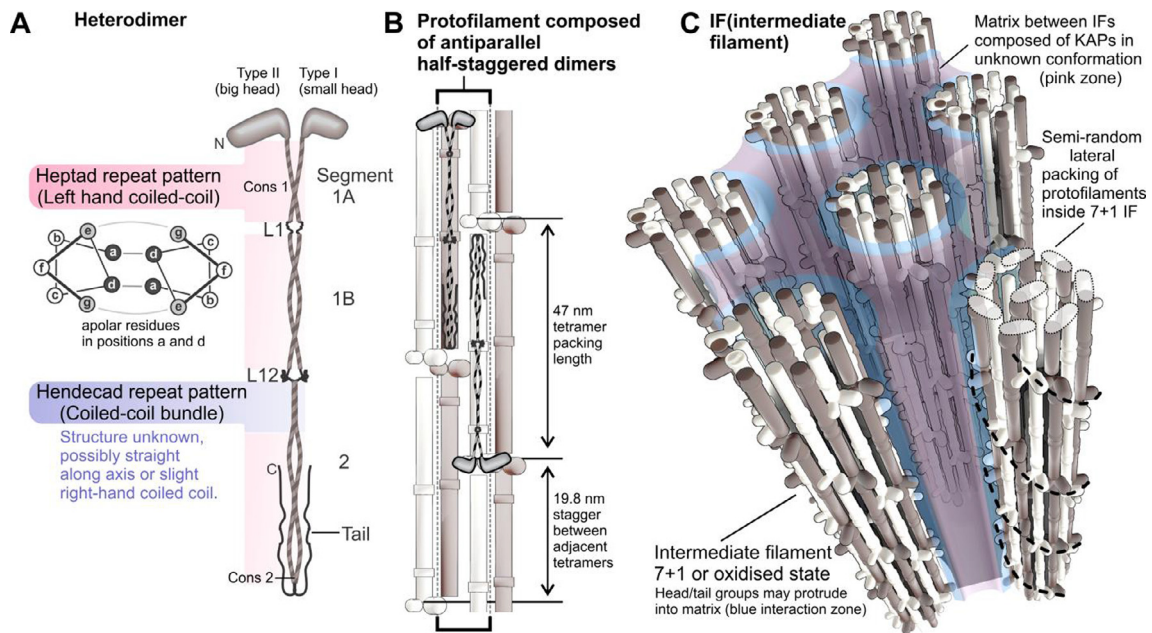 A
Heterodimer
Type II
(big head)
Type I
(small head)
N
Heptad repeat pattern
(Left hand coiled-coil)
Cons 1
Segment
1A
L1
b
e
g
c
a
d
f
f
d
a
c
g
e
b
apolar residues
in positions a and d
1B
L12
Hendecad repeat pattern
(Coiled-coil bundle)
Structure unknown,
possibly straight
along axis or slight
right-hand coiled coil.
C
2
Tail
Cons 2
B
Protofilament composed
of antiparallel
half-staggered dimers
47 nm
tetramer
packing
length
19.8 nm
stagger
between
adjacent
tetramers
C
IF(intermediate
filament)
Matrix between IFs
composed of KAPs in
unknown conformation
(pink zone)
Semi-random
lateral
packing of
protofilaments
inside 7+1 IF
Intermediate filament
7+1 or oxidised state
Head/tail groups may protrude
into matrix (blue interaction zone)